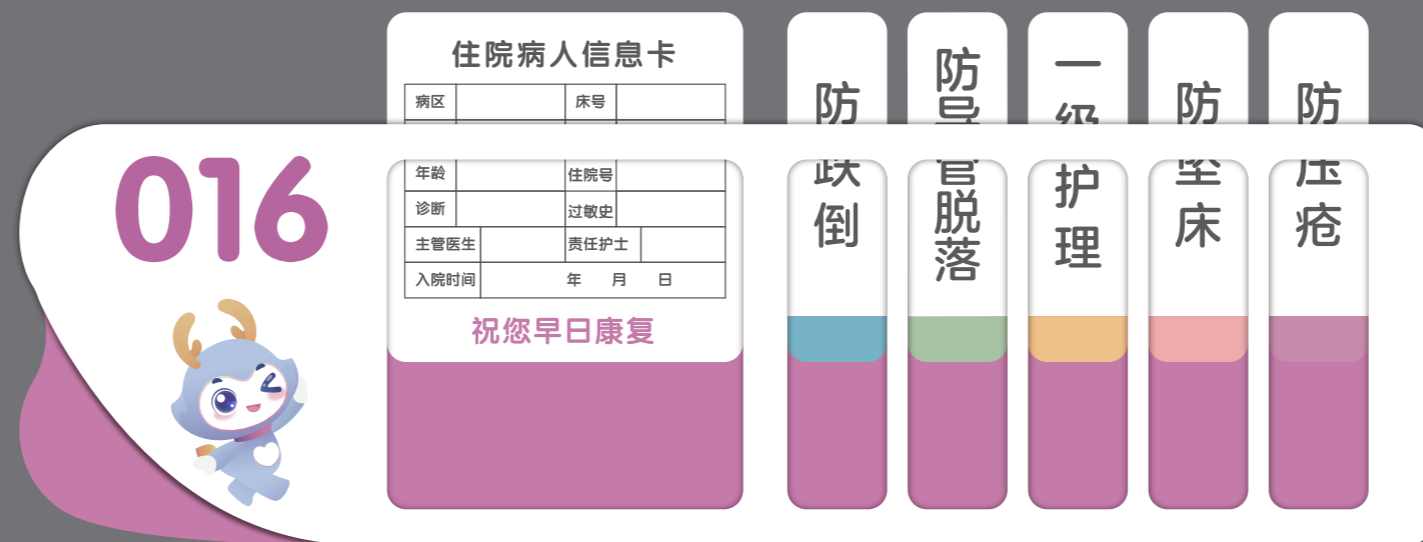 016
住院病人信息卡
病区 床号
年龄 住院号
诊断 过敏史
主管医生 责任护士
入院时间 年 月 日
祝您早日康复
防跌倒
防导管脱落
一级护理
防坠床
防压疮